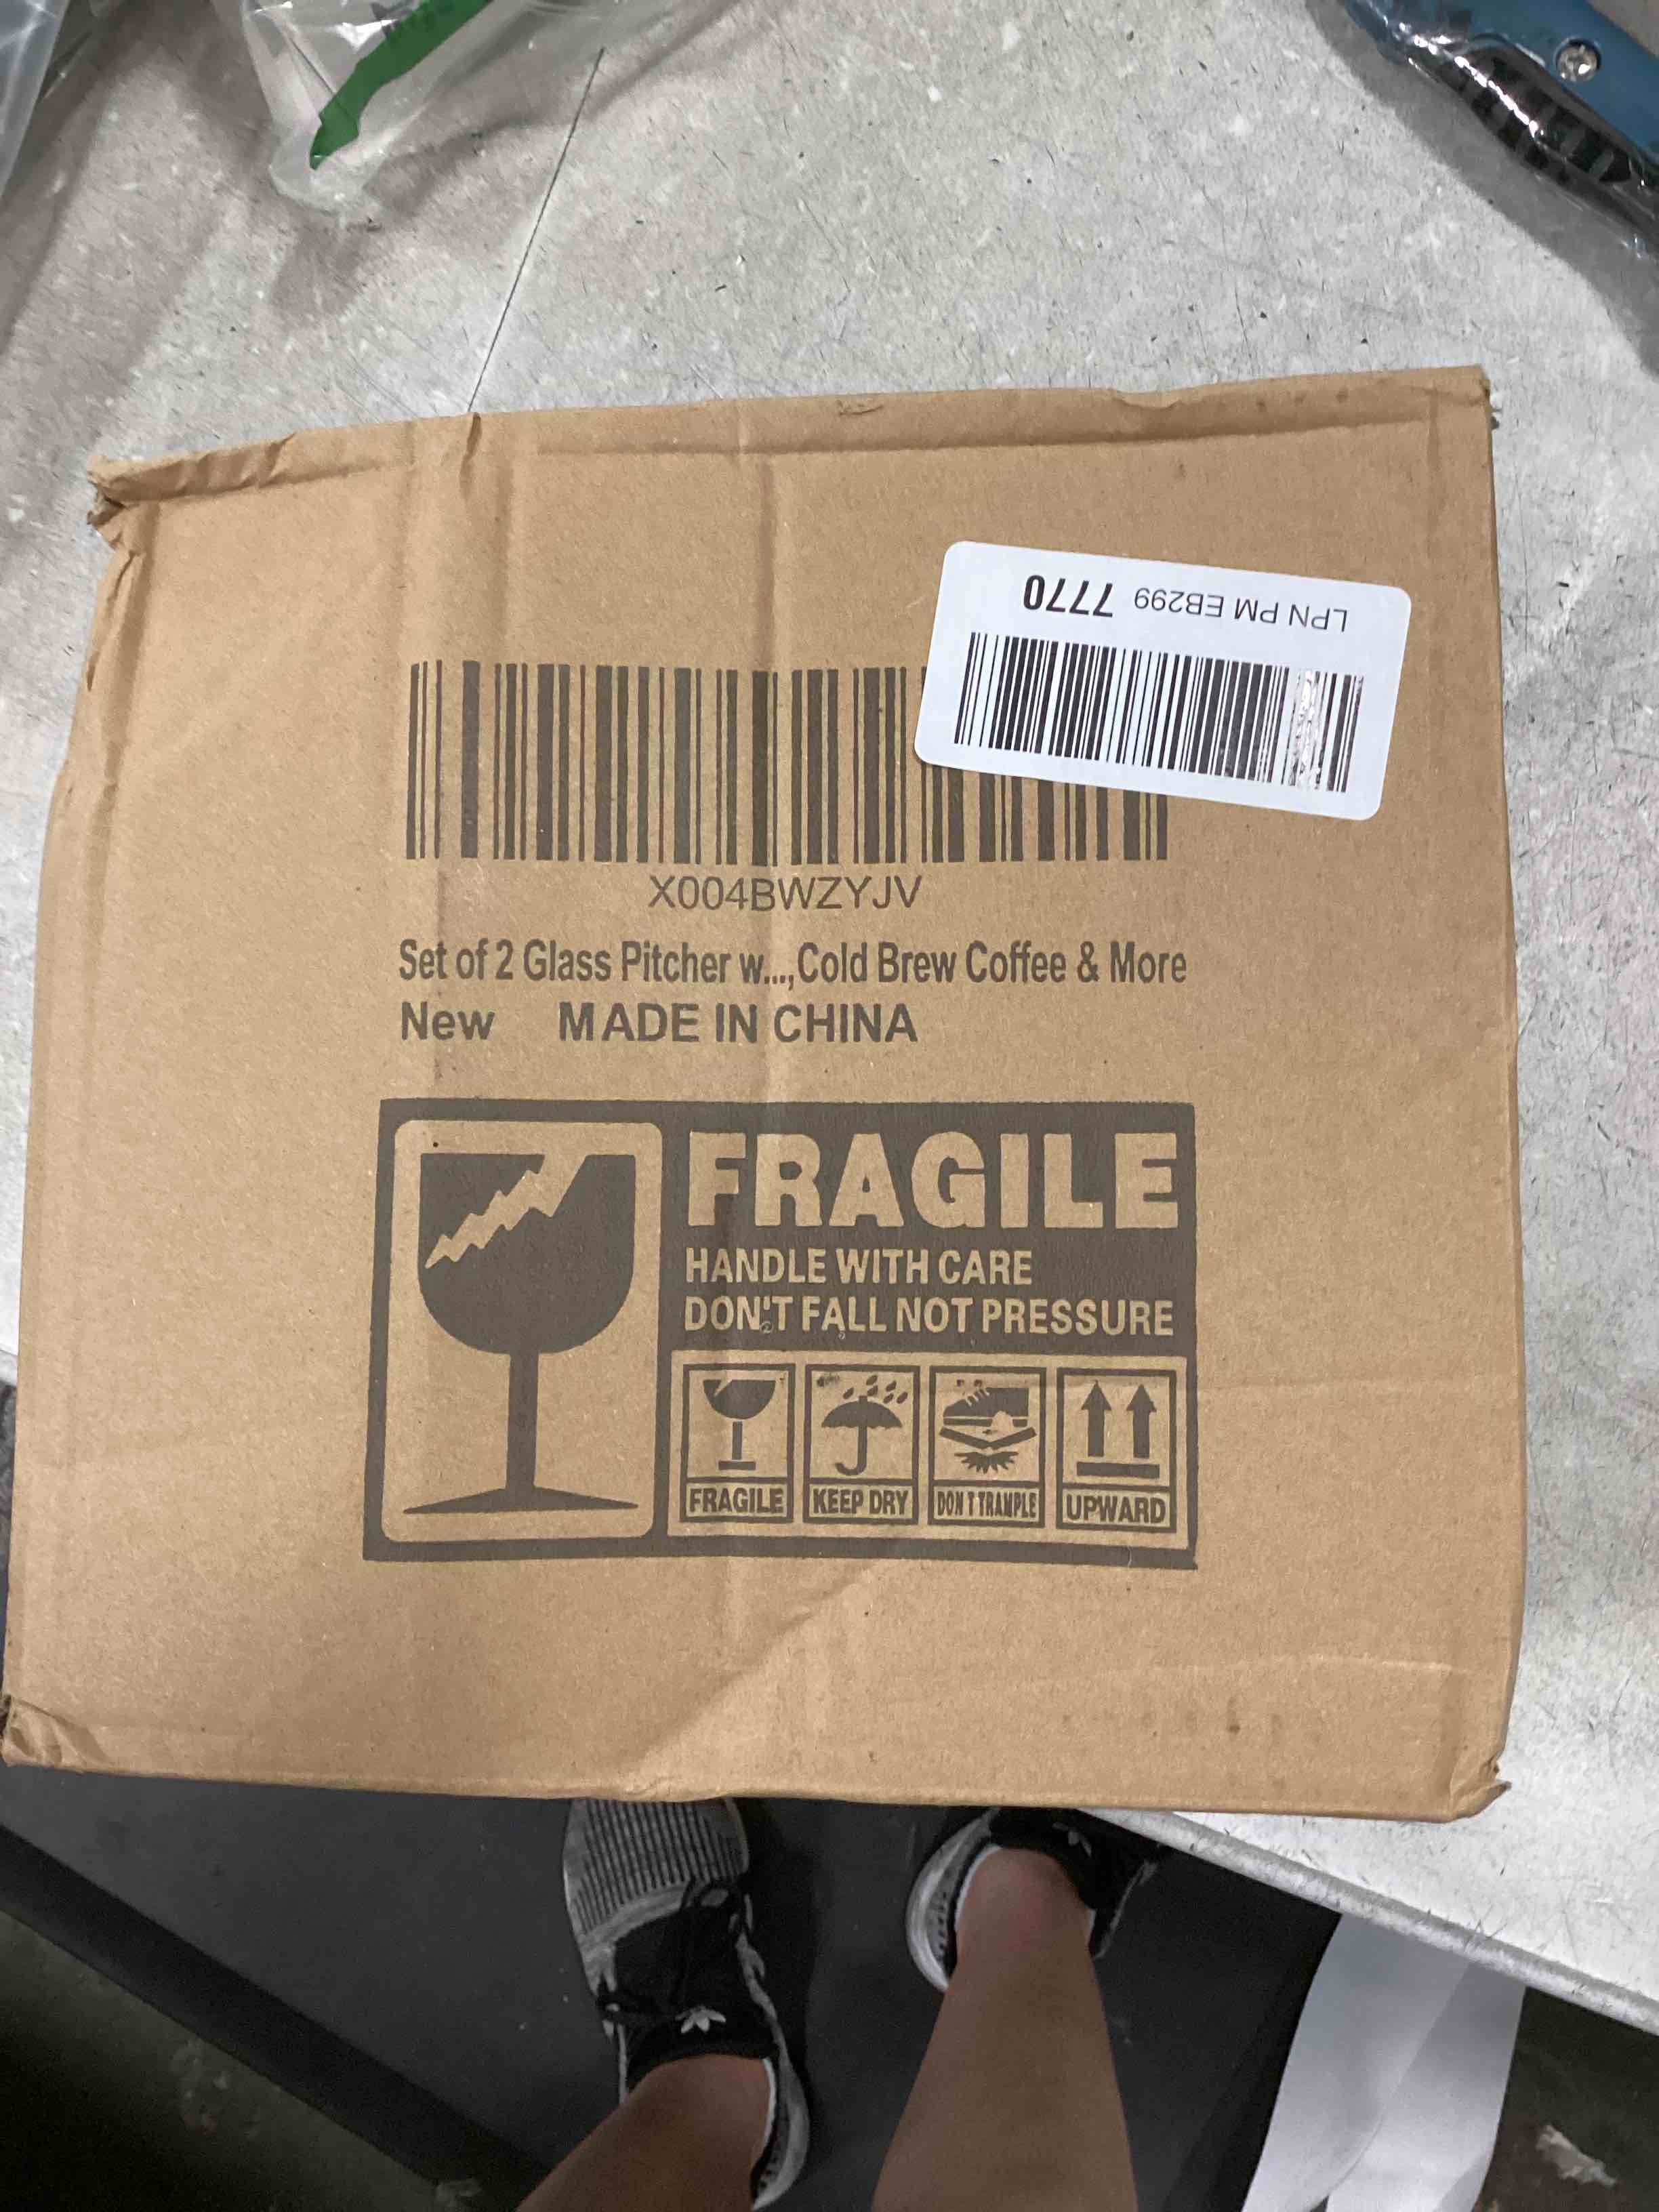 LPN PM EB299 7770
X004BWZYJV
Set of 2 Glass Pitcher w...,Cold Brew Coffee & More
New MADE IN CHINA
FRAGILE
HANDLE WITH CARE
DON'T FALL NOT PRESSURE
FRAGILE KEEP DRY DON T TRAMPLE UPWARD